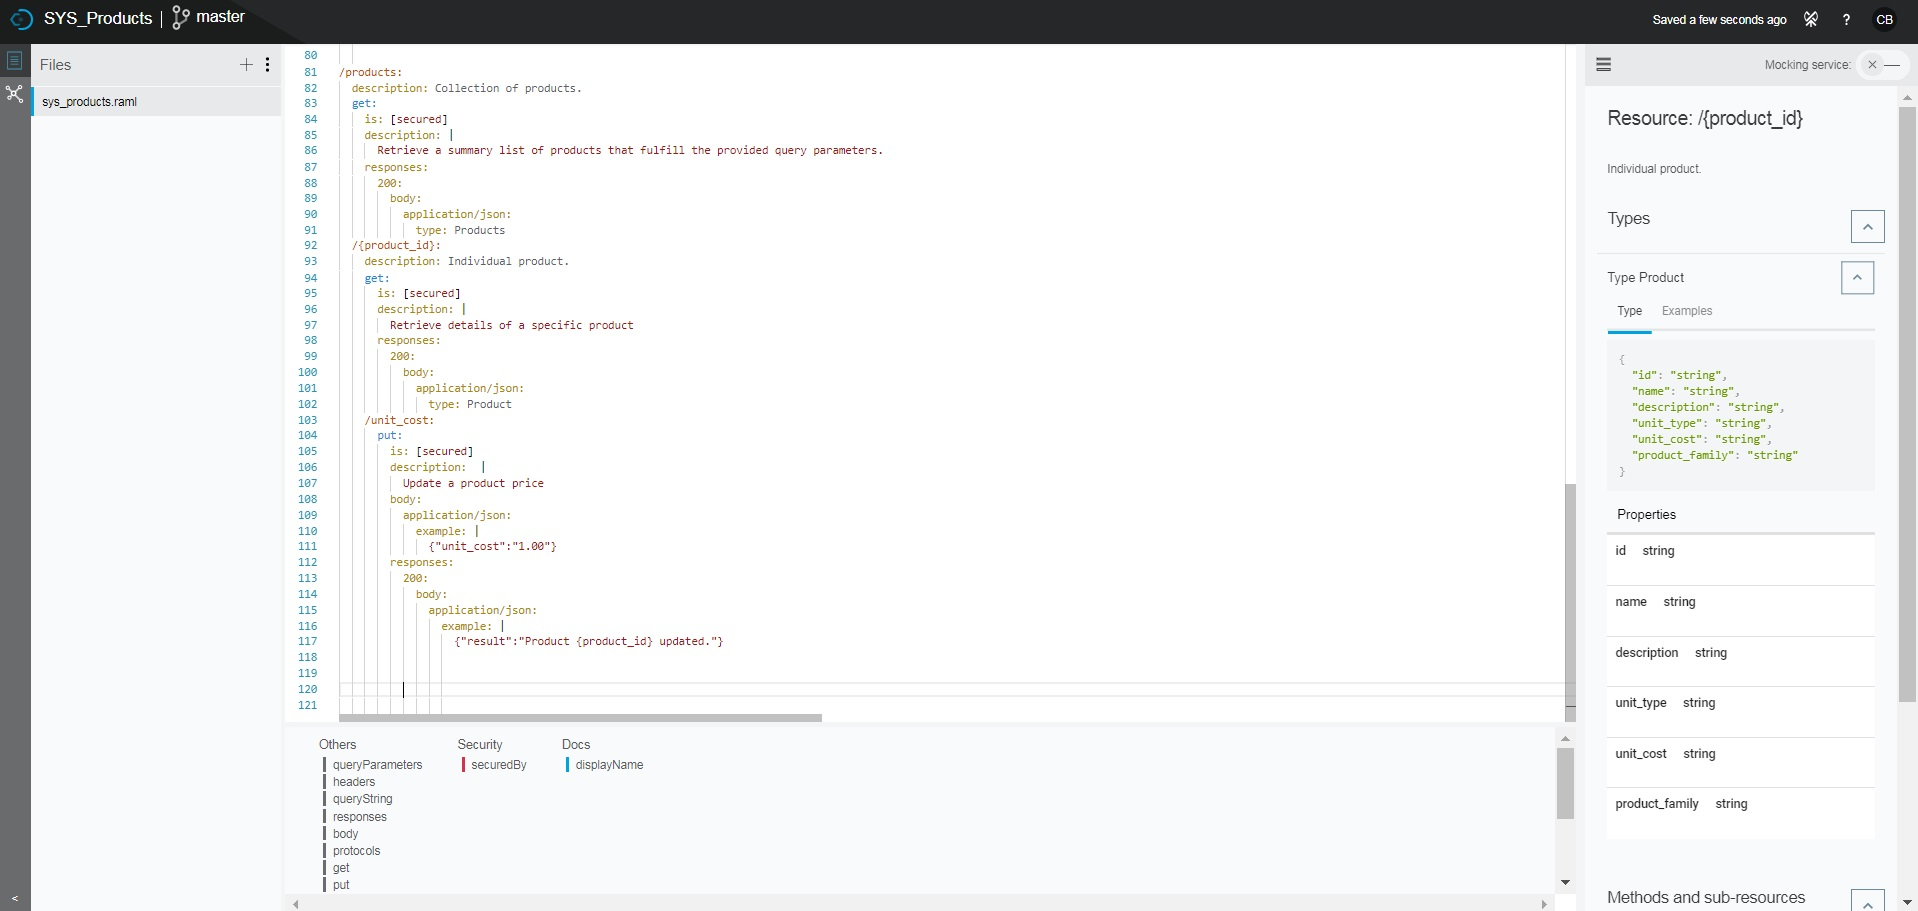 SYS_Products | master
Saved a few seconds ago ? CB
Files + 
sys_products.raml
80
81 /products:
82 description: Collection of products.
83 get:
84 is: [secured]
85 description: |
86 Retrieve a summary list of products that fulfill the provided query parameters.
87 responses:
88 200:
89 body:
90 application/json:
91 type: Products
92 /{product_id}:
93 description: Individual product.
94 get:
95 is: [secured]
96 description: |
97 Retrieve details of a specific product
98 responses:
99 200:
100 body:
101 application/json:
102 type: Product
103 /unit_cost:
104 put:
105 is: [secured]
106 description:  |
107 Update a product price
108 body:
109 application/json:
110 example: |
111 {"unit_cost":"1.00"}
112 responses:
113 200:
114 body:
115 application/json:
116 example: |
117 {"result":"Product {product_id} updated."}
118
119
120
121
Others
queryParameters
headers
queryString
responses
body
protocols
get
put
Security
securedBy
Docs
displayName
Mocking service:
Resource: /{product_id}
Individual product.
Types
Type Product
Type Examples
{
"id": "string",
"name": "string",
"description": "string",
"unit_type": "string",
"unit_cost": "string",
"product_family": "string"
}
Properties
id string
name string
description string
unit_type string
unit_cost string
product_family string
Methods and sub-resources